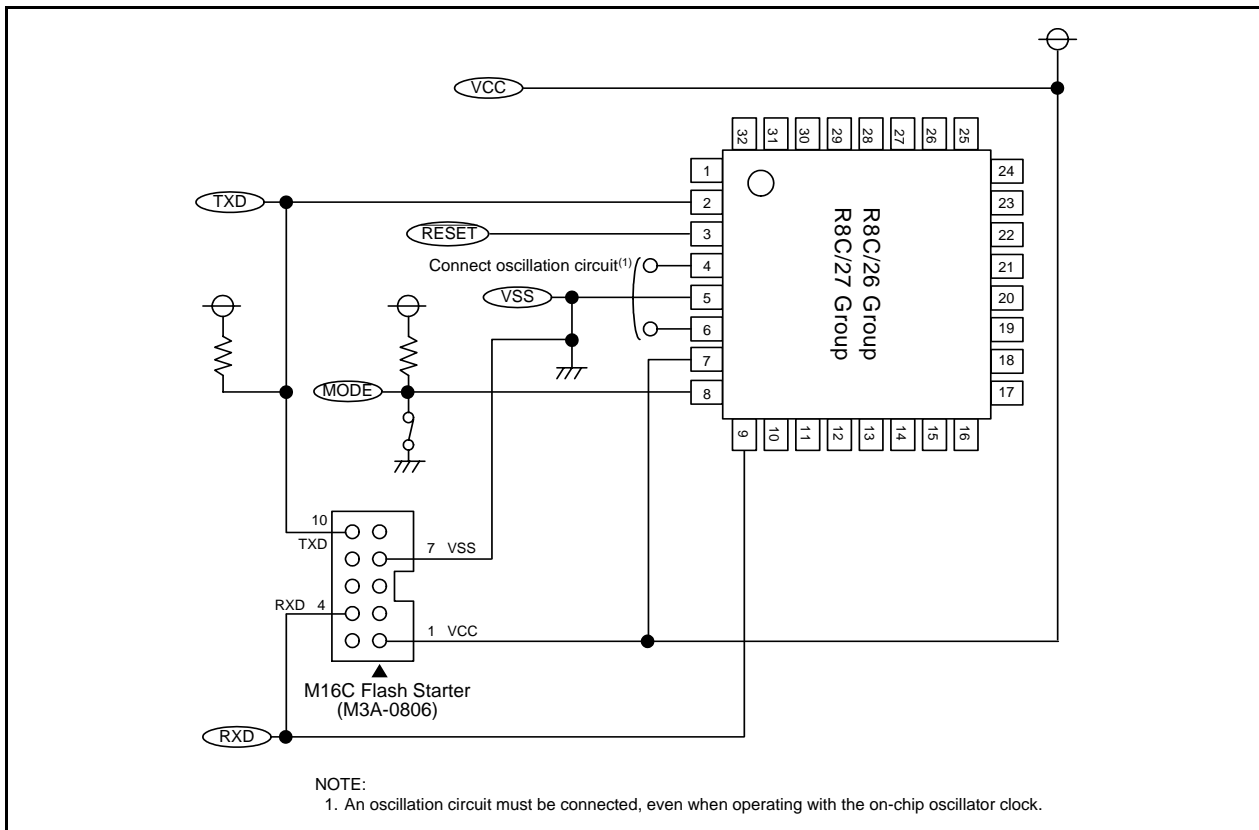 VCC
32 31 30 29 28 27 26 25
1
2
3
4
5
6
7
8
24
23
22
21
20
19
18
17
9 10 11 12 13 14 15 16
R8C/26 Group
R8C/27 Group
TXD
RESET
Connect oscillation circuit(1)
VSS
MODE
10
TXD
7 VSS
RXD 4
1 VCC
M16C Flash Starter
(M3A-0806)
RXD
NOTE:
1. An oscillation circuit must be connected, even when operating with the on-chip oscillator clock.